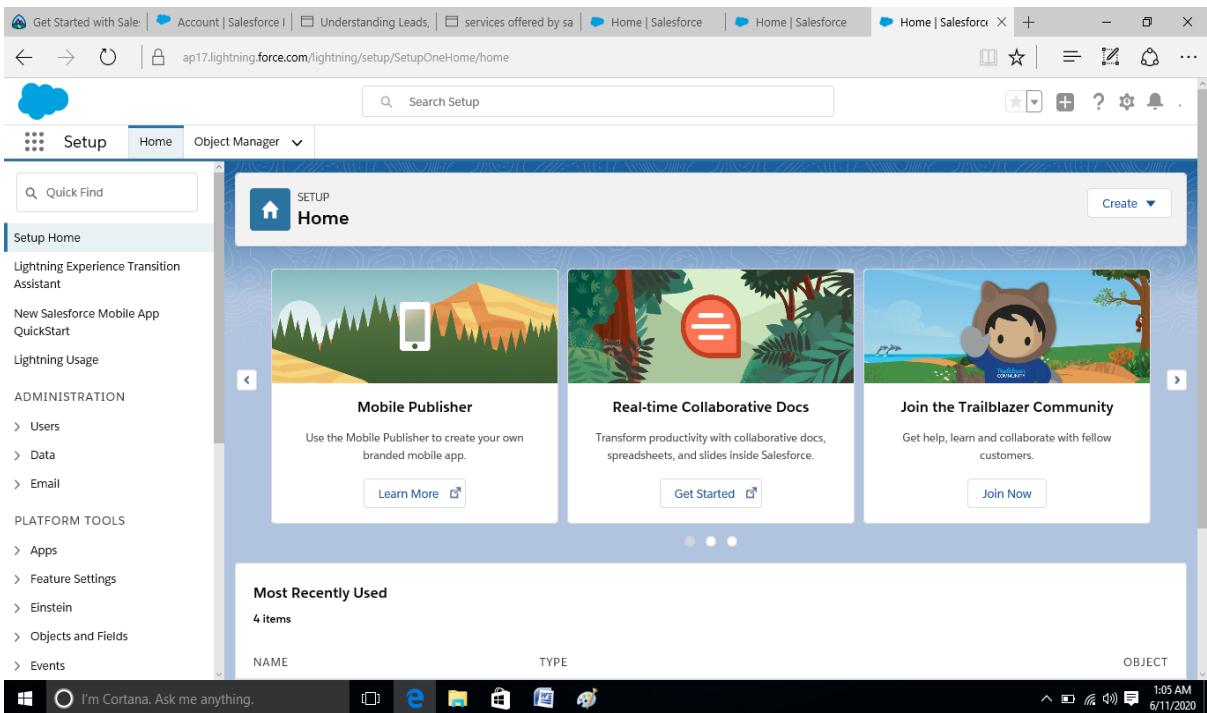 Get Started with Sale
Account | Salesforce I
Understanding Leads,
services offered by sa
Home | Salesforce
Home | Salesforce
Home | Salesforce
ap17.lightning.force.com/lightning/setup/SetupOneHome/home
Search Setup
Setup
Home
Object Manager
Quick Find
Setup Home
Lightning Experience Transition
Assistant
New Salesforce Mobile App
QuickStart
Lightning Usage
ADMINISTRATION
Users
Data
Email
PLATFORM TOOLS
Apps
Feature Settings
Einstein
Objects and Fields
Events
SETUP
Home
Create
Mobile Publisher
Use the Mobile Publisher to create your own
branded mobile app.
Learn More
Real-time Collaborative Docs
Transform productivity with collaborative docs,
spreadsheets, and slides inside Salesforce.
Get Started
Trailblazer
COMMUNITY
Join the Trailblazer Community
Get help, learn and collaborate with fellow
customers.
Join Now
Most Recently Used
4 items
NAME TYPE OBJECT
I'm Cortana. Ask me anything.
1:05 AM
6/11/2020